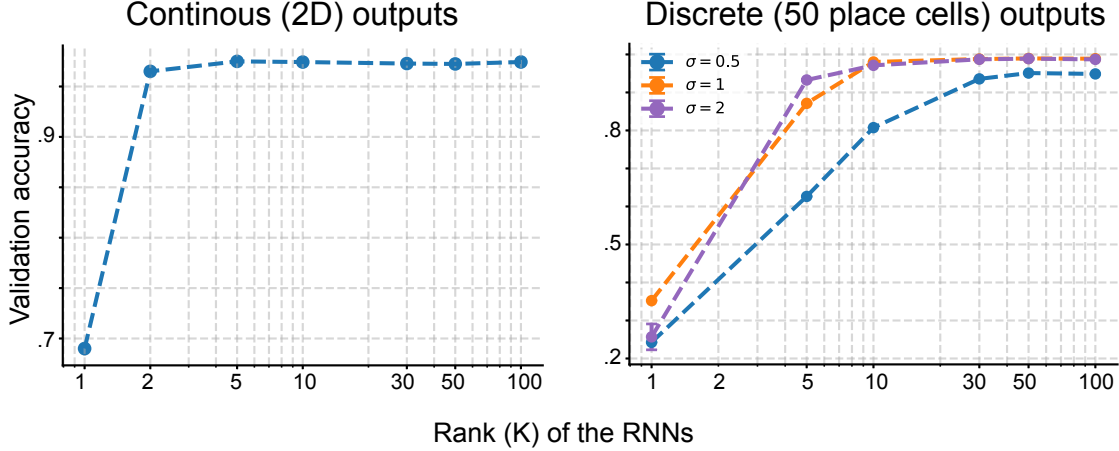 Continous (2D) outputs
Validation accuracy
.9
.7
1 2 5 10 30 50 100
Discrete (50 place cells) outputs
σ = 0.5
σ = 1
σ = 2
.8
.5
.2
1 2 5 10 30 50 100
Rank (K) of the RNNs